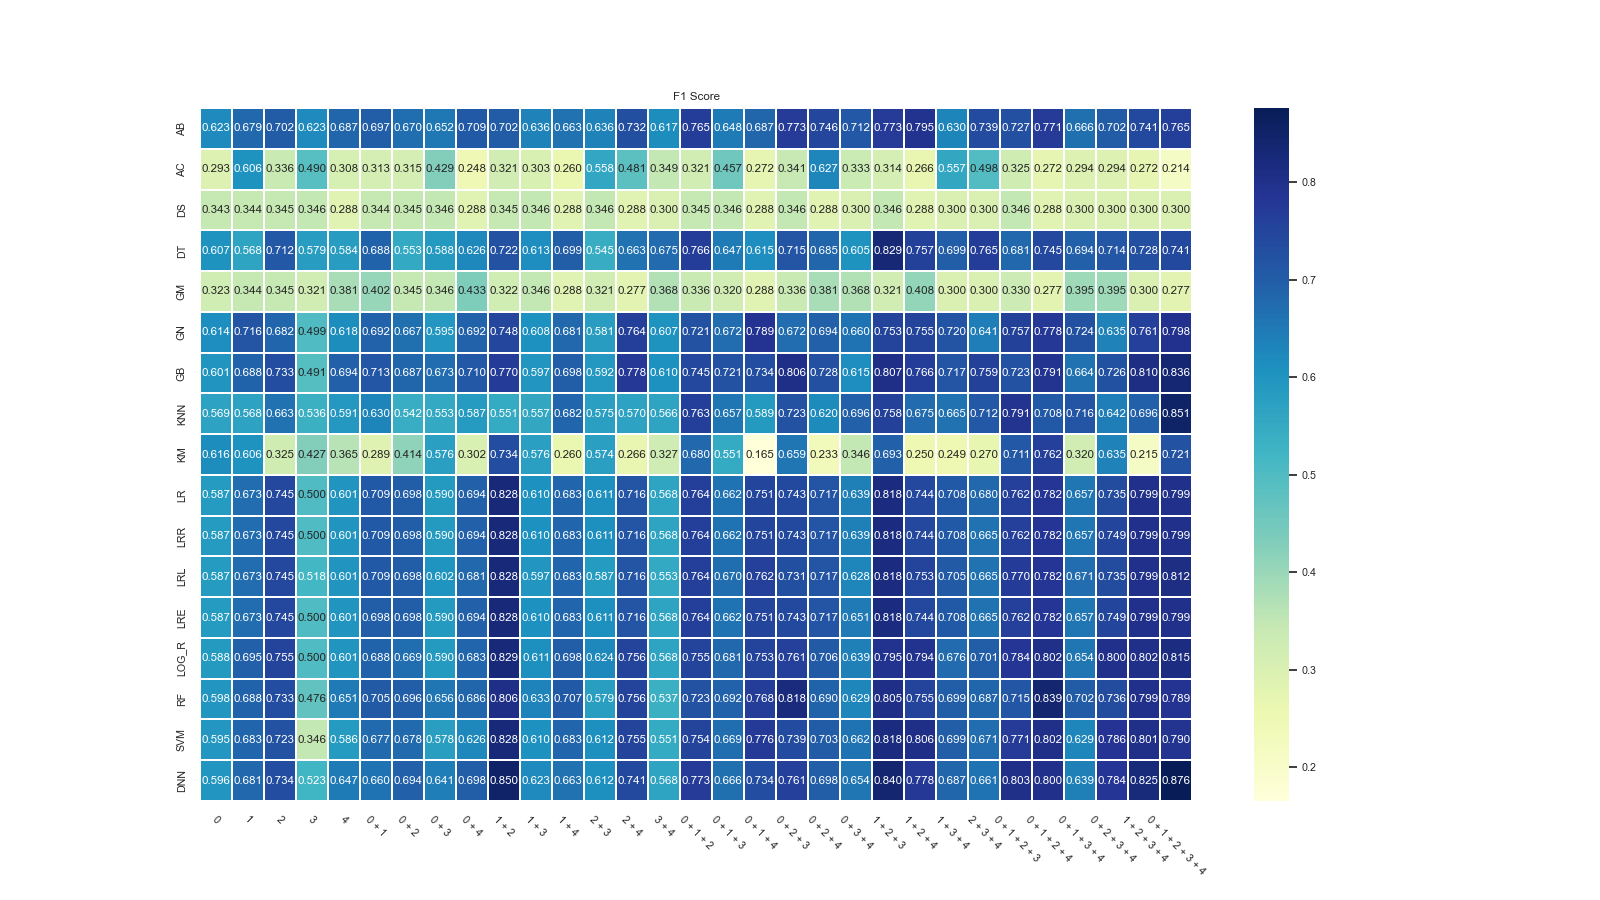 F1 Score
AB 0.623 0.679 0.702 0.623 0.687 0.697 0.670 0.652 0.709 0.702 0.636 0.663 0.636 0.732 0.617 0.765 0.648 0.687 0.773 0.746 0.712 0.773 0.795 0.630 0.739 0.727 0.771 0.666 0.702 0.741 0.765
AC 0.293 0.606 0.336 0.490 0.308 0.313 0.315 0.429 0.248 0.321 0.303 0.260 0.558 0.481 0.349 0.321 0.457 0.272 0.341 0.627 0.333 0.314 0.266 0.557 0.498 0.325 0.272 0.294 0.294 0.272 0.214
DS 0.343 0.344 0.345 0.346 0.288 0.344 0.345 0.346 0.288 0.345 0.346 0.288 0.346 0.288 0.300 0.345 0.346 0.288 0.346 0.288 0.300 0.346 0.288 0.300 0.300 0.346 0.288 0.300 0.300 0.300 0.300
DT 0.607 0.568 0.712 0.579 0.584 0.688 0.553 0.588 0.626 0.722 0.613 0.699 0.545 0.663 0.675 0.766 0.647 0.615 0.715 0.685 0.605 0.829 0.757 0.699 0.765 0.681 0.745 0.694 0.714 0.728 0.741
GM 0.323 0.344 0.345 0.321 0.381 0.402 0.345 0.346 0.433 0.322 0.346 0.288 0.321 0.277 0.368 0.336 0.320 0.288 0.336 0.381 0.368 0.321 0.408 0.300 0.300 0.330 0.277 0.395 0.395 0.300 0.277
GN 0.614 0.716 0.682 0.499 0.618 0.692 0.667 0.595 0.692 0.748 0.608 0.681 0.581 0.764 0.607 0.721 0.672 0.789 0.672 0.694 0.660 0.753 0.755 0.720 0.641 0.757 0.778 0.724 0.635 0.761 0.798
GB 0.601 0.688 0.733 0.491 0.694 0.713 0.687 0.673 0.710 0.770 0.597 0.698 0.592 0.778 0.610 0.745 0.721 0.734 0.806 0.728 0.615 0.807 0.766 0.717 0.759 0.723 0.791 0.664 0.726 0.810 0.836
KNN 0.569 0.568 0.663 0.536 0.591 0.630 0.542 0.553 0.587 0.551 0.557 0.682 0.575 0.570 0.566 0.763 0.657 0.589 0.723 0.620 0.696 0.758 0.675 0.665 0.712 0.791 0.708 0.716 0.642 0.696 0.851
KM 0.616 0.606 0.325 0.427 0.365 0.289 0.414 0.576 0.302 0.734 0.576 0.260 0.574 0.266 0.327 0.680 0.551 0.165 0.659 0.233 0.346 0.693 0.250 0.249 0.270 0.711 0.762 0.320 0.635 0.215 0.721
LR 0.587 0.673 0.745 0.500 0.601 0.709 0.698 0.590 0.694 0.828 0.610 0.683 0.611 0.716 0.568 0.764 0.662 0.751 0.743 0.717 0.639 0.818 0.744 0.708 0.680 0.762 0.782 0.657 0.735 0.799 0.799
LRR 0.587 0.673 0.745 0.500 0.601 0.709 0.698 0.590 0.694 0.828 0.610 0.683 0.611 0.716 0.568 0.764 0.662 0.751 0.743 0.717 0.639 0.818 0.744 0.708 0.665 0.762 0.782 0.657 0.749 0.799 0.799
LRL 0.587 0.673 0.745 0.518 0.601 0.709 0.698 0.602 0.681 0.828 0.597 0.683 0.587 0.716 0.553 0.764 0.670 0.762 0.731 0.717 0.628 0.818 0.753 0.705 0.665 0.770 0.782 0.671 0.735 0.799 0.812
LRE 0.587 0.673 0.745 0.500 0.601 0.698 0.698 0.590 0.694 0.828 0.610 0.683 0.611 0.716 0.568 0.764 0.662 0.751 0.743 0.717 0.651 0.818 0.744 0.708 0.665 0.762 0.782 0.657 0.749 0.799 0.799
LOG_R 0.588 0.695 0.755 0.500 0.601 0.688 0.669 0.590 0.683 0.829 0.611 0.698 0.624 0.756 0.568 0.755 0.681 0.753 0.761 0.706 0.639 0.795 0.794 0.676 0.701 0.784 0.802 0.654 0.800 0.802 0.815
RF 0.598 0.688 0.733 0.476 0.651 0.705 0.696 0.656 0.686 0.806 0.633 0.707 0.579 0.756 0.537 0.723 0.692 0.768 0.818 0.690 0.629 0.805 0.755 0.699 0.687 0.715 0.839 0.702 0.736 0.799 0.789
SVM 0.595 0.683 0.723 0.346 0.586 0.677 0.678 0.578 0.626 0.828 0.610 0.683 0.612 0.755 0.551 0.754 0.669 0.776 0.739 0.703 0.662 0.818 0.806 0.699 0.671 0.771 0.802 0.629 0.786 0.801 0.790
DNN 0.596 0.681 0.734 0.523 0.647 0.660 0.694 0.641 0.698 0.850 0.623 0.663 0.612 0.741 0.568 0.773 0.666 0.734 0.761 0.698 0.654 0.840 0.778 0.687 0.661 0.803 0.800 0.639 0.784 0.825 0.876
0 1 2 3 4 0 + 1 0 + 2 0 + 3 0 + 4 1 + 2 1 + 3 1 + 4 2 + 3 2 + 4 3 + 4 0 + 1 + 2 0 + 1 + 3 0 + 1 + 4 0 + 2 + 3 0 + 2 + 4 0 + 3 + 4 1 + 2 + 3 1 + 2 + 4 1 + 3 + 4 2 + 3 + 4 0 + 1 + 2 + 3 0 + 1 + 2 + 4 0 + 1 + 3 + 4 0 + 2 + 3 + 4 1 + 2 + 3 + 4 0 + 1 + 2 + 3 + 4
0.8
0.7
0.6
0.5
0.4
0.3
0.2